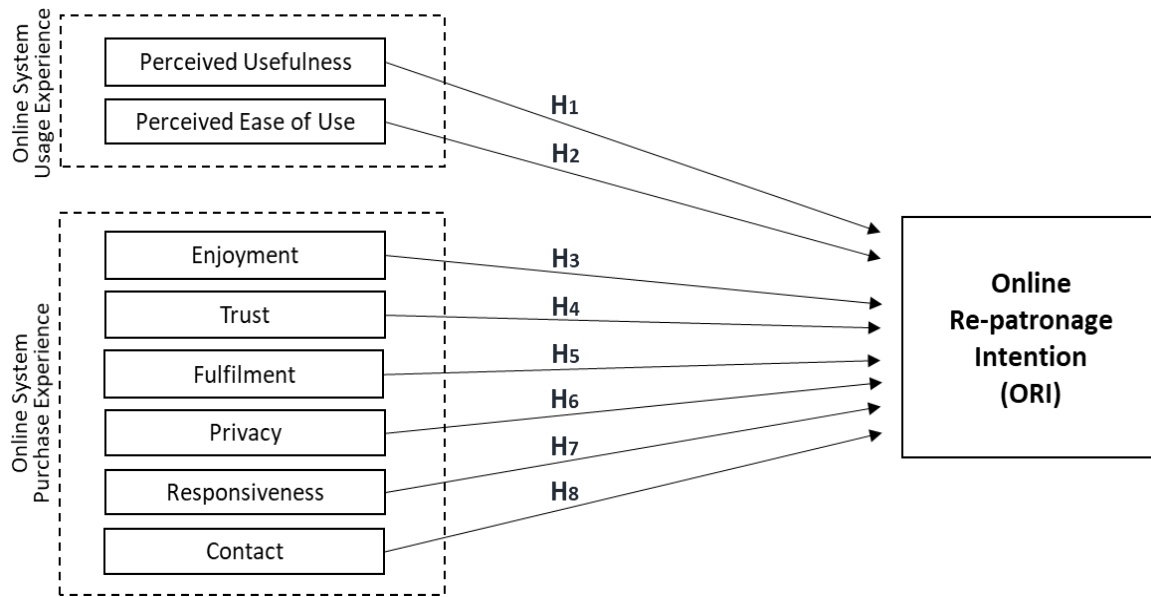 Online System
Usage Experience
Perceived Usefulness
Perceived Ease of Use
H1
H2
Online System
Purchase Experience
Enjoyment
Trust
Fulfilment
Privacy
Responsiveness
Contact
H3
H4
H5
H6
H7
H8
Online
Re-patronage
Intention
(ORI)